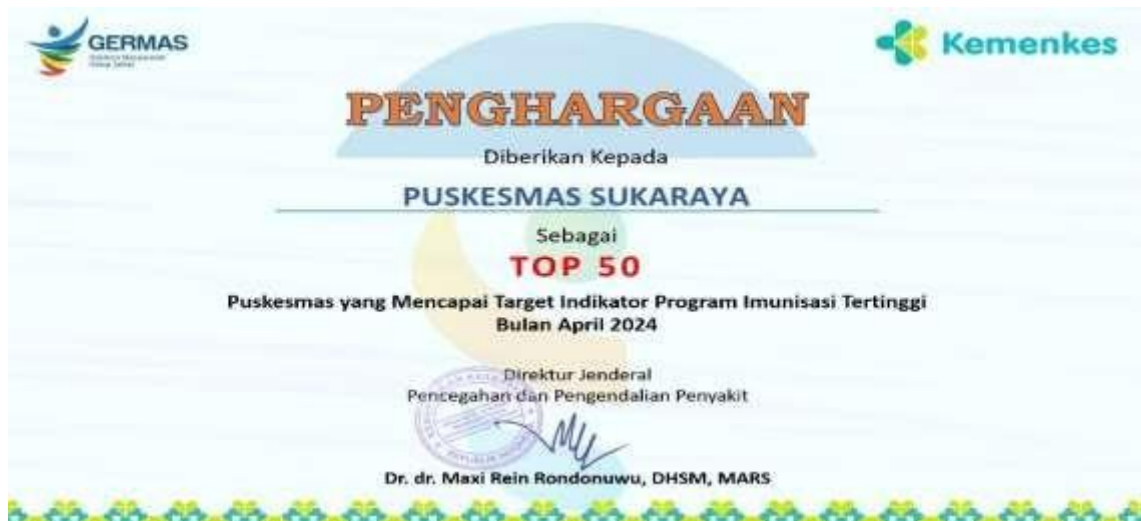 GERMAS
Kemenkes
PENGHARGAAN
Diberikan Kepada
PUSKESMAS SUKARAYA
Sebagai
TOP 50
Puskesmas yang Mencapai Target Indikator Program Imunisasi Tertinggi
Bulan April 2024
Direktur Jenderal
Pencegahan dan Pengendalian Penyakit
Dr. dr. Maxi Rein Rondonuwu, DHSM, MARS